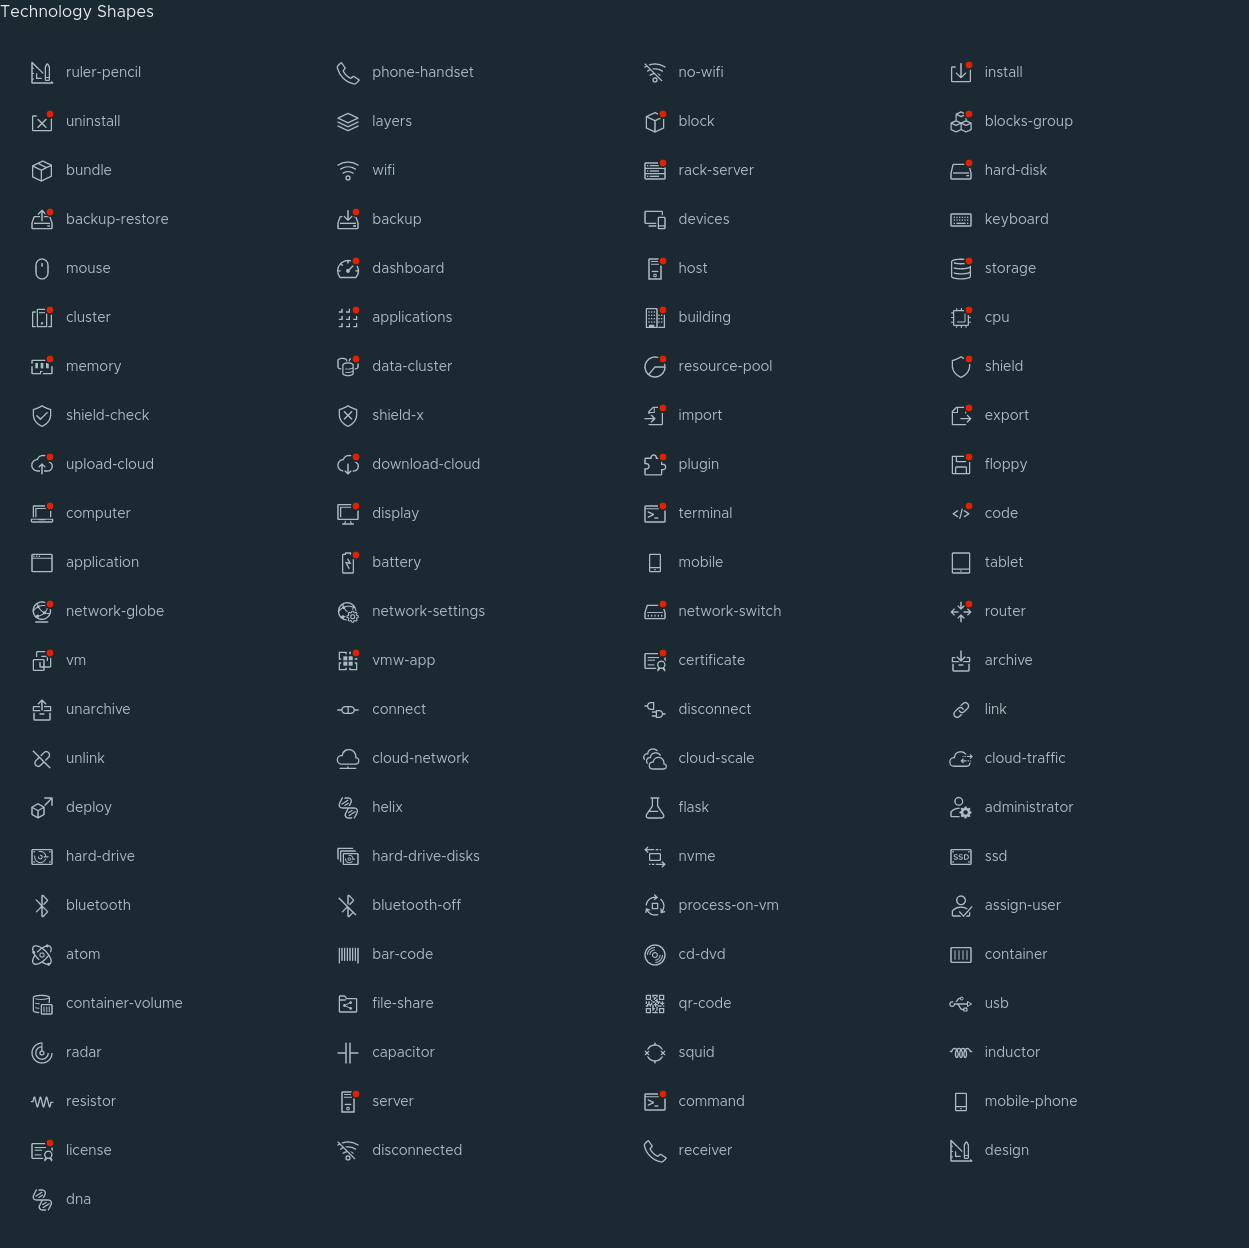 Technology Shapes
ruler-pencil phone-handset no-wifi install
uninstall layers block blocks-group
bundle wifi rack-server hard-disk
backup-restore backup devices keyboard
mouse dashboard host storage
cluster applications building cpu
memory data-cluster resource-pool shield
shield-check shield-x import export
upload-cloud download-cloud plugin floppy
computer display terminal code
application battery mobile tablet
network-globe network-settings network-switch router
vm vmw-app certificate archive
unarchive connect disconnect link
unlink cloud-network cloud-scale cloud-traffic
deploy helix flask administrator
hard-drive hard-drive-disks nvme SSD ssd
bluetooth bluetooth-off process-on-vm assign-user
atom bar-code cd-dvd container
container-volume file-share qr-code usb
radar capacitor squid inductor
resistor server command mobile-phone
license disconnected receiver design
dna